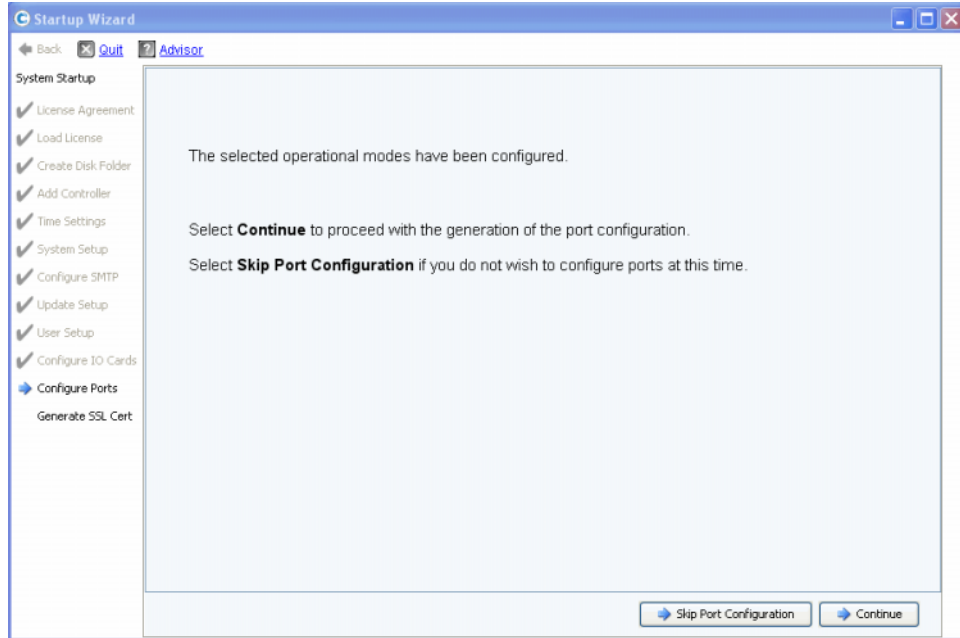 Startup Wizard
Back Quit Advisor
System Startup
License Agreement
Load License
Create Disk Folder
Add Controller
Time Settings
System Setup
Configure SMTP
Update Setup
User Setup
Configure IO Cards
Configure Ports
Generate SSL Cert
The selected operational modes have been configured.
Select Continue to proceed with the generation of the port configuration.
Select Skip Port Configuration if you do not wish to configure ports at this time.
Skip Port Configuration Continue